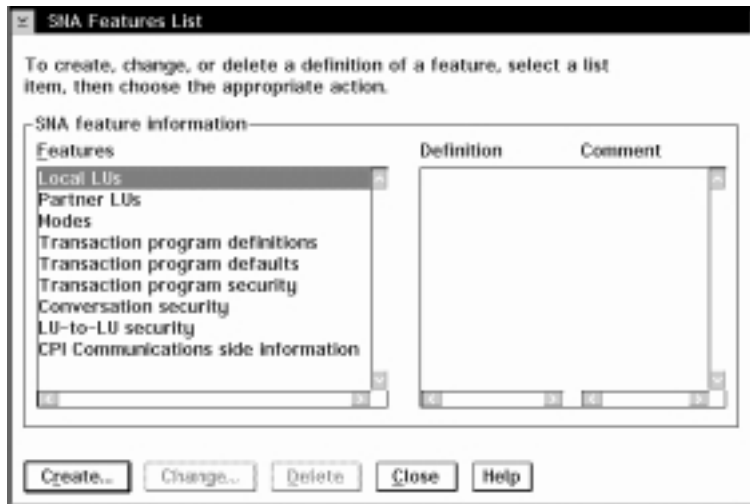 SNA Features List
To create, change, or delete a definition of a feature, select a list
item, then choose the appropriate action.
SNA feature information
Features Definition Comment
Local LUs
Partner LUs
Modes
Transaction program definitions
Transaction program defaults
Transaction program security
Conversation security
LU-to-LU security
CPI Communications side information
Create... Change... Delete Close Help